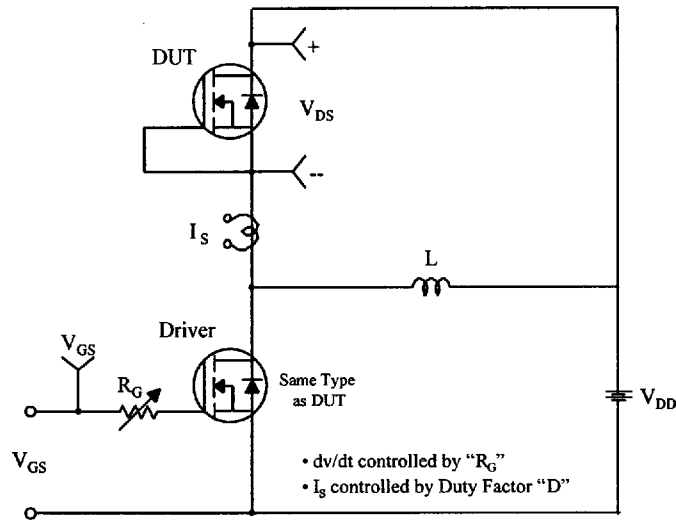 DUT
+
V_DS
--
I_S
L
Driver
V_GS
R_G
Same Type
as DUT
V_DD
V_GS
• dv/dt controlled by “R_G”
• I_S controlled by Duty Factor “D”